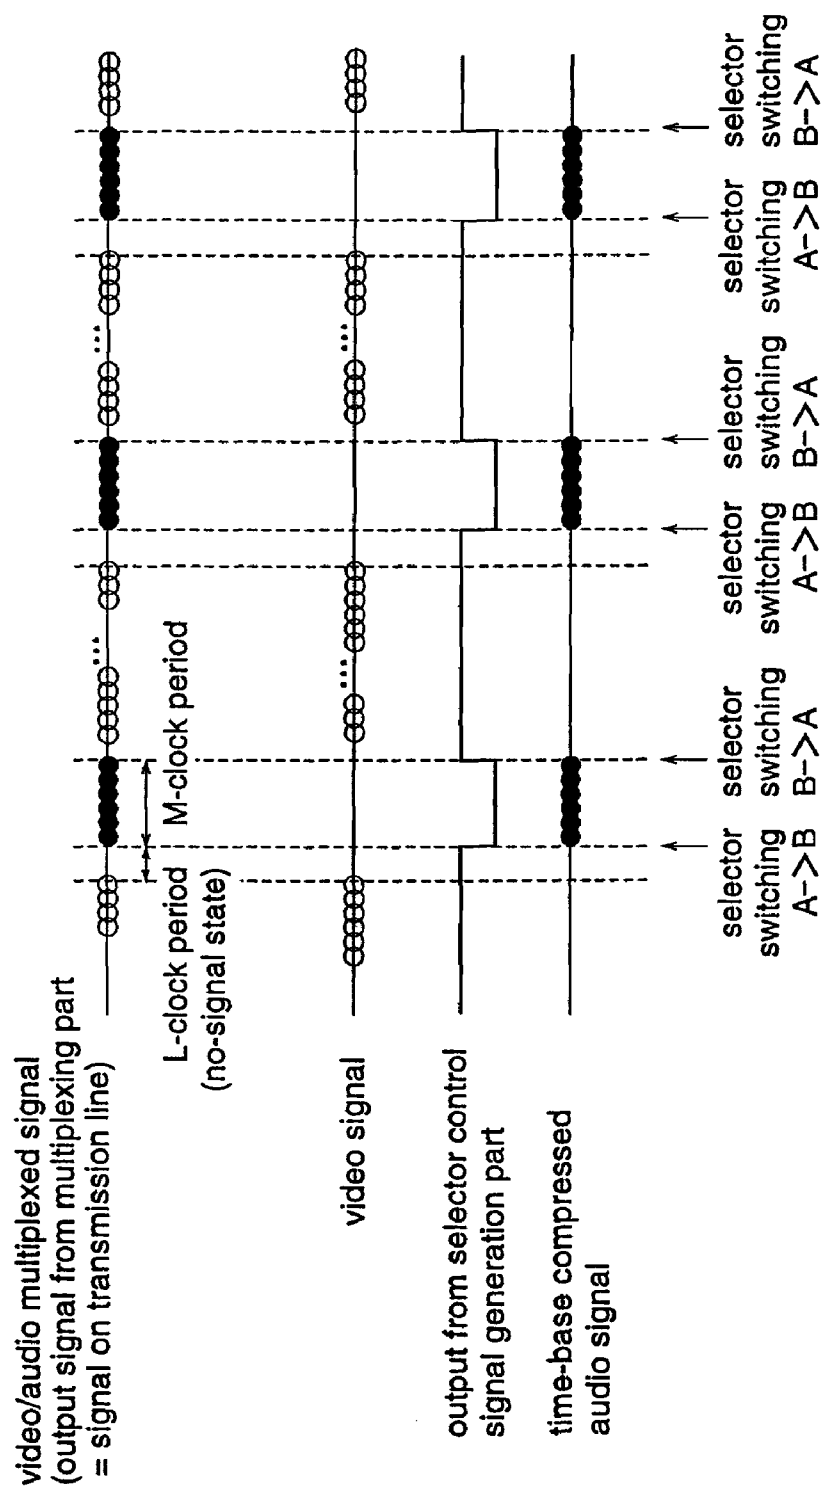 video/audio multiplexed signal
(output signal from multiplexing part
= signal on transmission line)
...
...
...
L-clock period
(no-signal state)
M-clock period
video signal
...
...
output from selector control
signal generation part
time-base compressed
audio signal
selector
switching
A->B
selector
switching
B->A
selector
switching
A->B
selector
switching
B->A
selector
switching
A->B
selector
switching
B->A